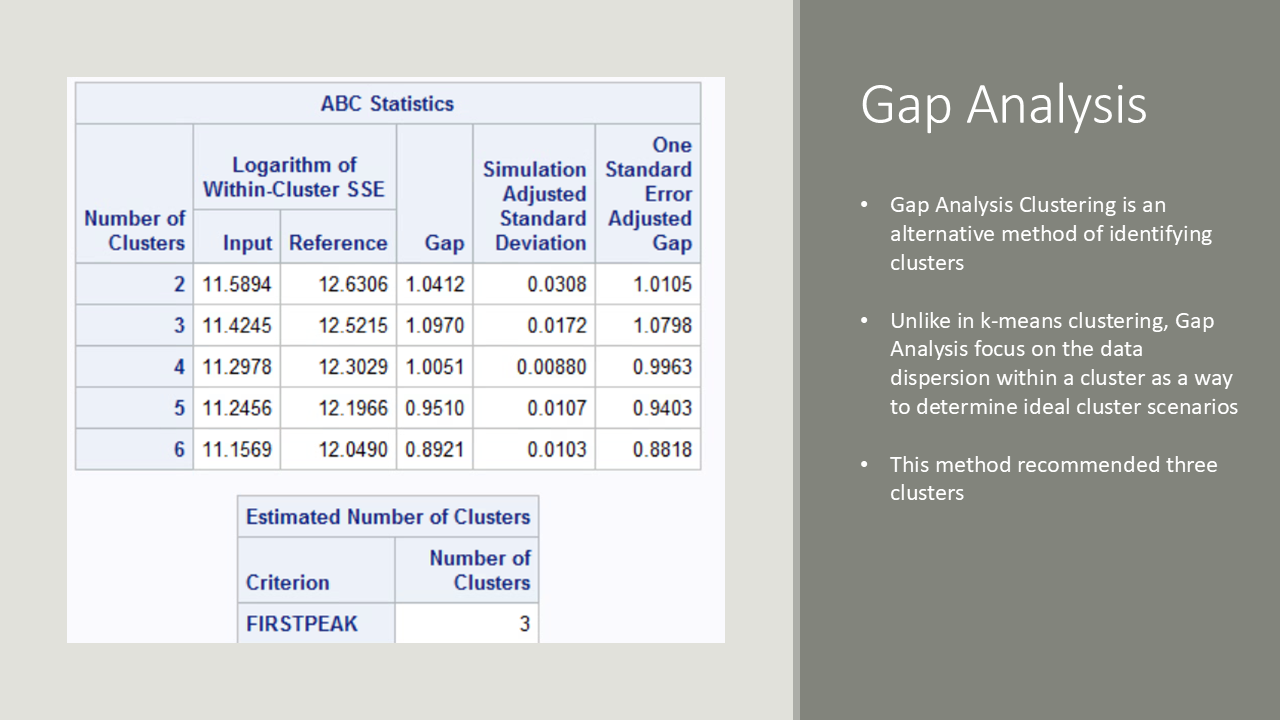 ABC Statistics
Number of
Clusters
Logarithm of
Within-Cluster SSE
Input Reference
Gap
Simulation
Adjusted
Standard
Deviation
One
Standard
Error
Adjusted
Gap
2 11.5894 12.6306 1.0412 0.0308 1.0105
3 11.4245 12.5215 1.0970 0.0172 1.0798
4 11.2978 12.3029 1.0051 0.00880 0.9963
5 11.2456 12.1966 0.9510 0.0107 0.9403
6 11.1569 12.0490 0.8921 0.0103 0.8818
Estimated Number of Clusters
Criterion
Number of
Clusters
FIRSTPEAK 3
Gap Analysis
• Gap Analysis Clustering is an
alternative method of identifying
clusters
• Unlike in k-means clustering, Gap
Analysis focus on the data
dispersion within a cluster as a way
to determine ideal cluster scenarios
• This method recommended three
clusters